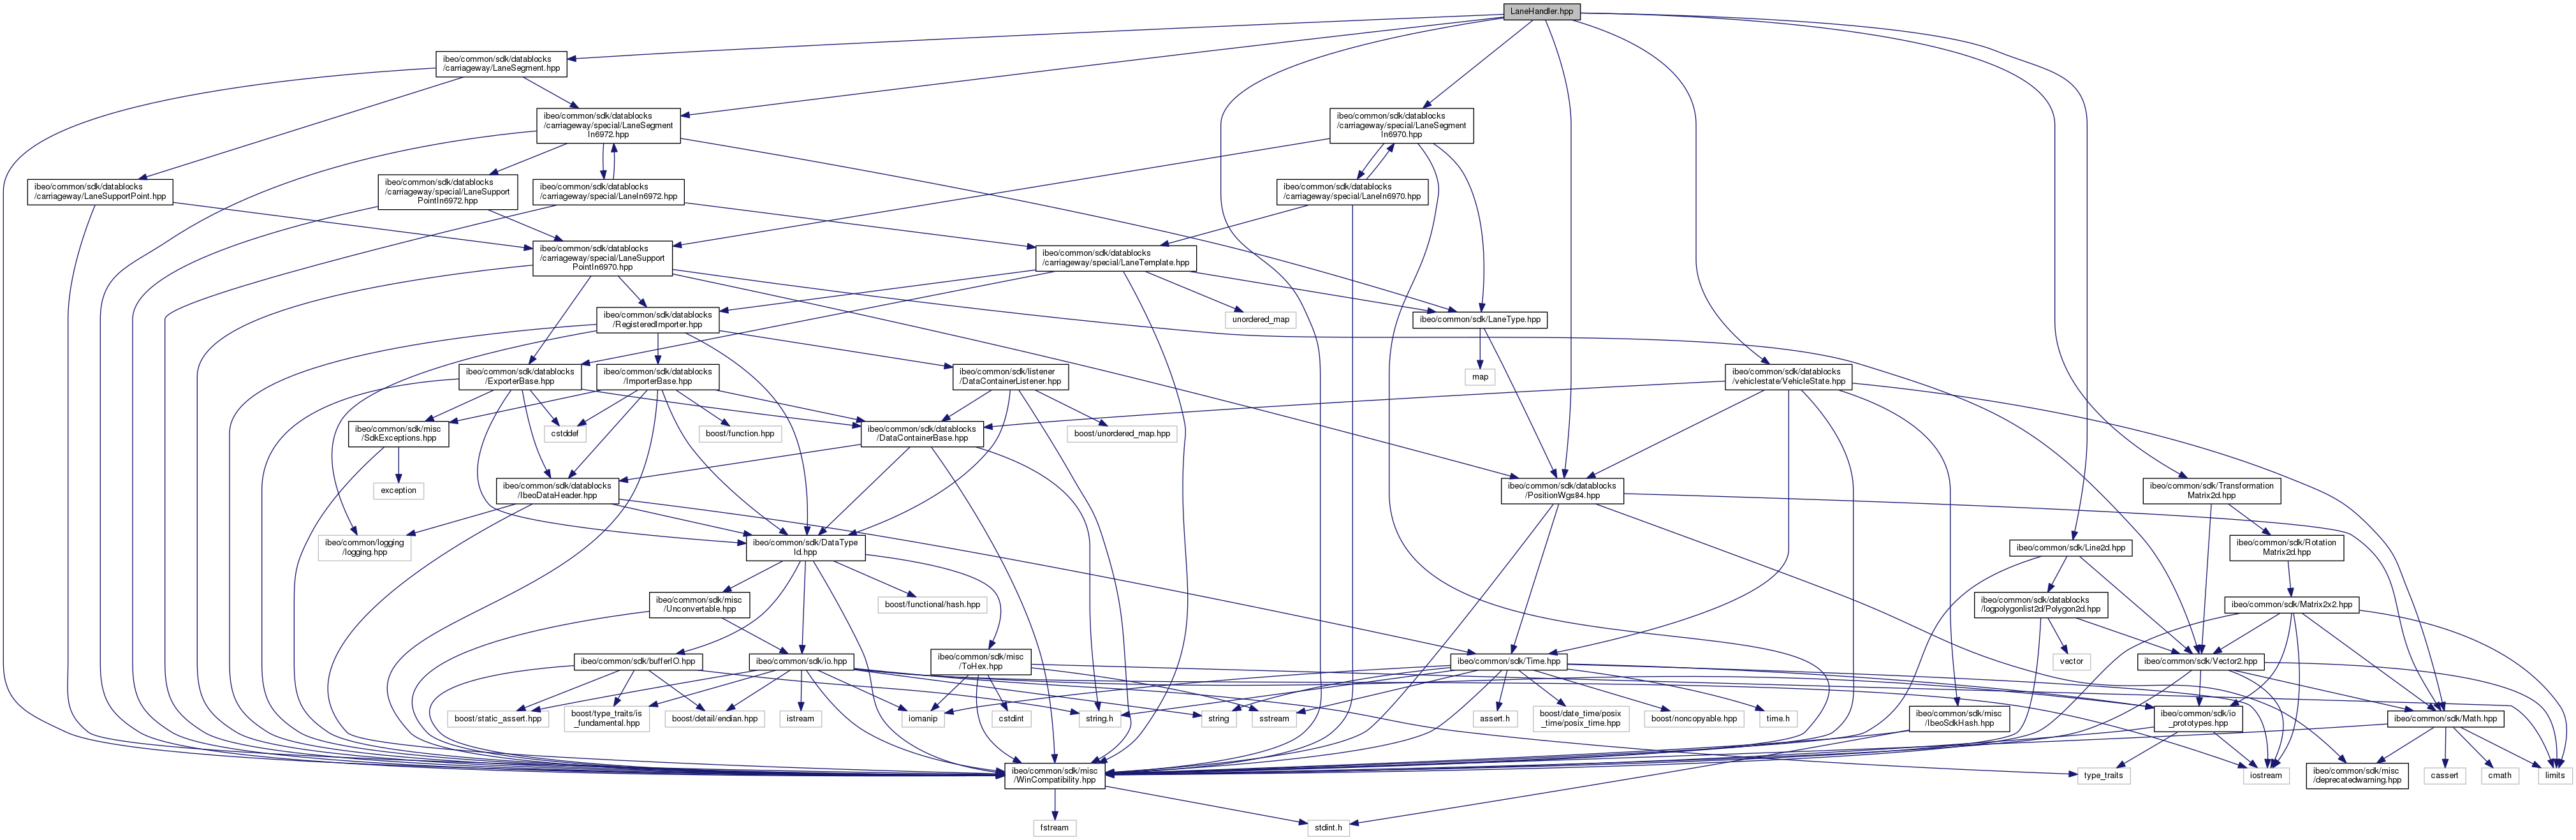 LaneHandler.hpp
ibeo/common/sdk/datablocks
/carriageway/LaneSegment.hpp
ibeo/common/sdk/datablocks
/carriageway/special/LaneSegment
In6972.hpp
ibeo/common/sdk/datablocks
/carriageway/special/LaneSegment
In6970.hpp
ibeo/common/sdk/datablocks
/carriageway/LaneSupportPoint.hpp
ibeo/common/sdk/datablocks
/carriageway/special/LaneSupport
PointIn6972.hpp
ibeo/common/sdk/datablocks
/carriageway/special/LaneIn6972.hpp
ibeo/common/sdk/datablocks
/carriageway/special/LaneIn6970.hpp
ibeo/common/sdk/datablocks
/carriageway/special/LaneSupport
PointIn6970.hpp
ibeo/common/sdk/datablocks
/carriageway/special/LaneTemplate.hpp
ibeo/common/sdk/datablocks
/RegisteredImporter.hpp
unordered_map
ibeo/common/sdk/LaneType.hpp
ibeo/common/sdk/datablocks
/ExporterBase.hpp
ibeo/common/sdk/datablocks
/ImporterBase.hpp
ibeo/common/sdk/listener
/DataContainerListener.hpp
map
ibeo/common/sdk/datablocks
/vehiclestate/VehicleState.hpp
ibeo/common/sdk/misc
/SdkExceptions.hpp
cstddef
boost/function.hpp
ibeo/common/sdk/datablocks
/DataContainerBase.hpp
boost/unordered_map.hpp
exception
ibeo/common/sdk/datablocks
/IbeoDataHeader.hpp
ibeo/common/sdk/datablocks
/PositionWgs84.hpp
ibeo/common/sdk/Transformation
Matrix2d.hpp
ibeo/common/logging
/logging.hpp
ibeo/common/sdk/DataType
Id.hpp
ibeo/common/sdk/Line2d.hpp
ibeo/common/sdk/Rotation
Matrix2d.hpp
ibeo/common/sdk/misc
/Unconvertable.hpp
boost/functional/hash.hpp
ibeo/common/sdk/datablocks
/logpolygonlist2d/Polygon2d.hpp
ibeo/common/sdk/Matrix2x2.hpp
ibeo/common/sdk/bufferIO.hpp
ibeo/common/sdk/io.hpp
ibeo/common/sdk/misc
/ToHex.hpp
ibeo/common/sdk/Time.hpp
vector
ibeo/common/sdk/Vector2.hpp
boost/static_assert.hpp
boost/type_traits/is
_fundamental.hpp
boost/detail/endian.hpp
istream
iomanip
cstdint
string.h
string
sstream
assert.h
boost/date_time/posix
_time/posix_time.hpp
boost/noncopyable.hpp
time.h
ibeo/common/sdk/misc
/IbeoSdkHash.hpp
ibeo/common/sdk/io
_prototypes.hpp
ibeo/common/sdk/Math.hpp
ibeo/common/sdk/misc
/WinCompatibility.hpp
type_traits
iostream
ibeo/common/sdk/misc
/deprecatedwarning.hpp
cassert
cmath
limits
fstream
stdint.h